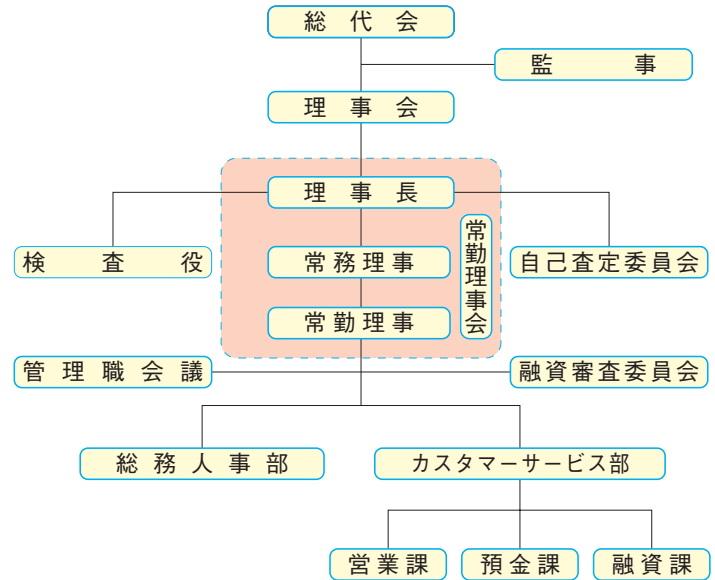 総代会
監事
理事会
理事長
常勤理事会
検査役
常務理事
自己査定委員会
常勤理事
管理職会議
融資審査委員会
総務人事部
カスタマーサービス部
営業課
預金課
融資課